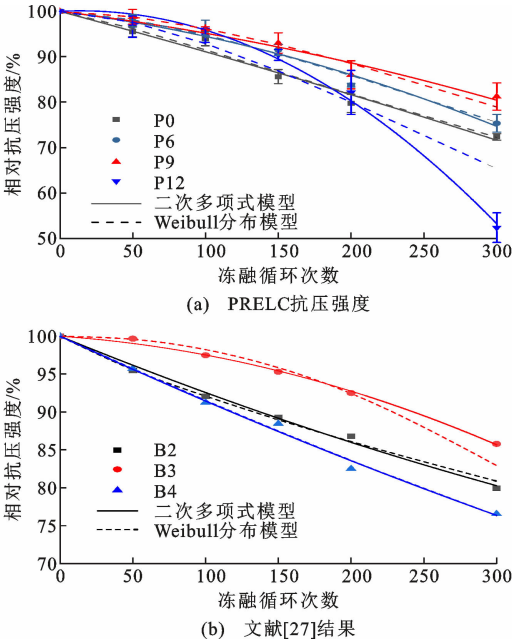 110
100
90
80
70
60
50
相对抗压强度/%
P0
P6
P9
P12
二次多项式模型
Weibull分布模型
0 50 100 150 200 250 300
冻融循环次数
(a) PRELC抗压强度
100
95
90
85
80
75
70
相对抗压强度/%
B2
B3
B4
二次多项式模型
Weibull分布模型
0 50 100 150 200 250 300
冻融循环次数
(b) 文献[27]结果